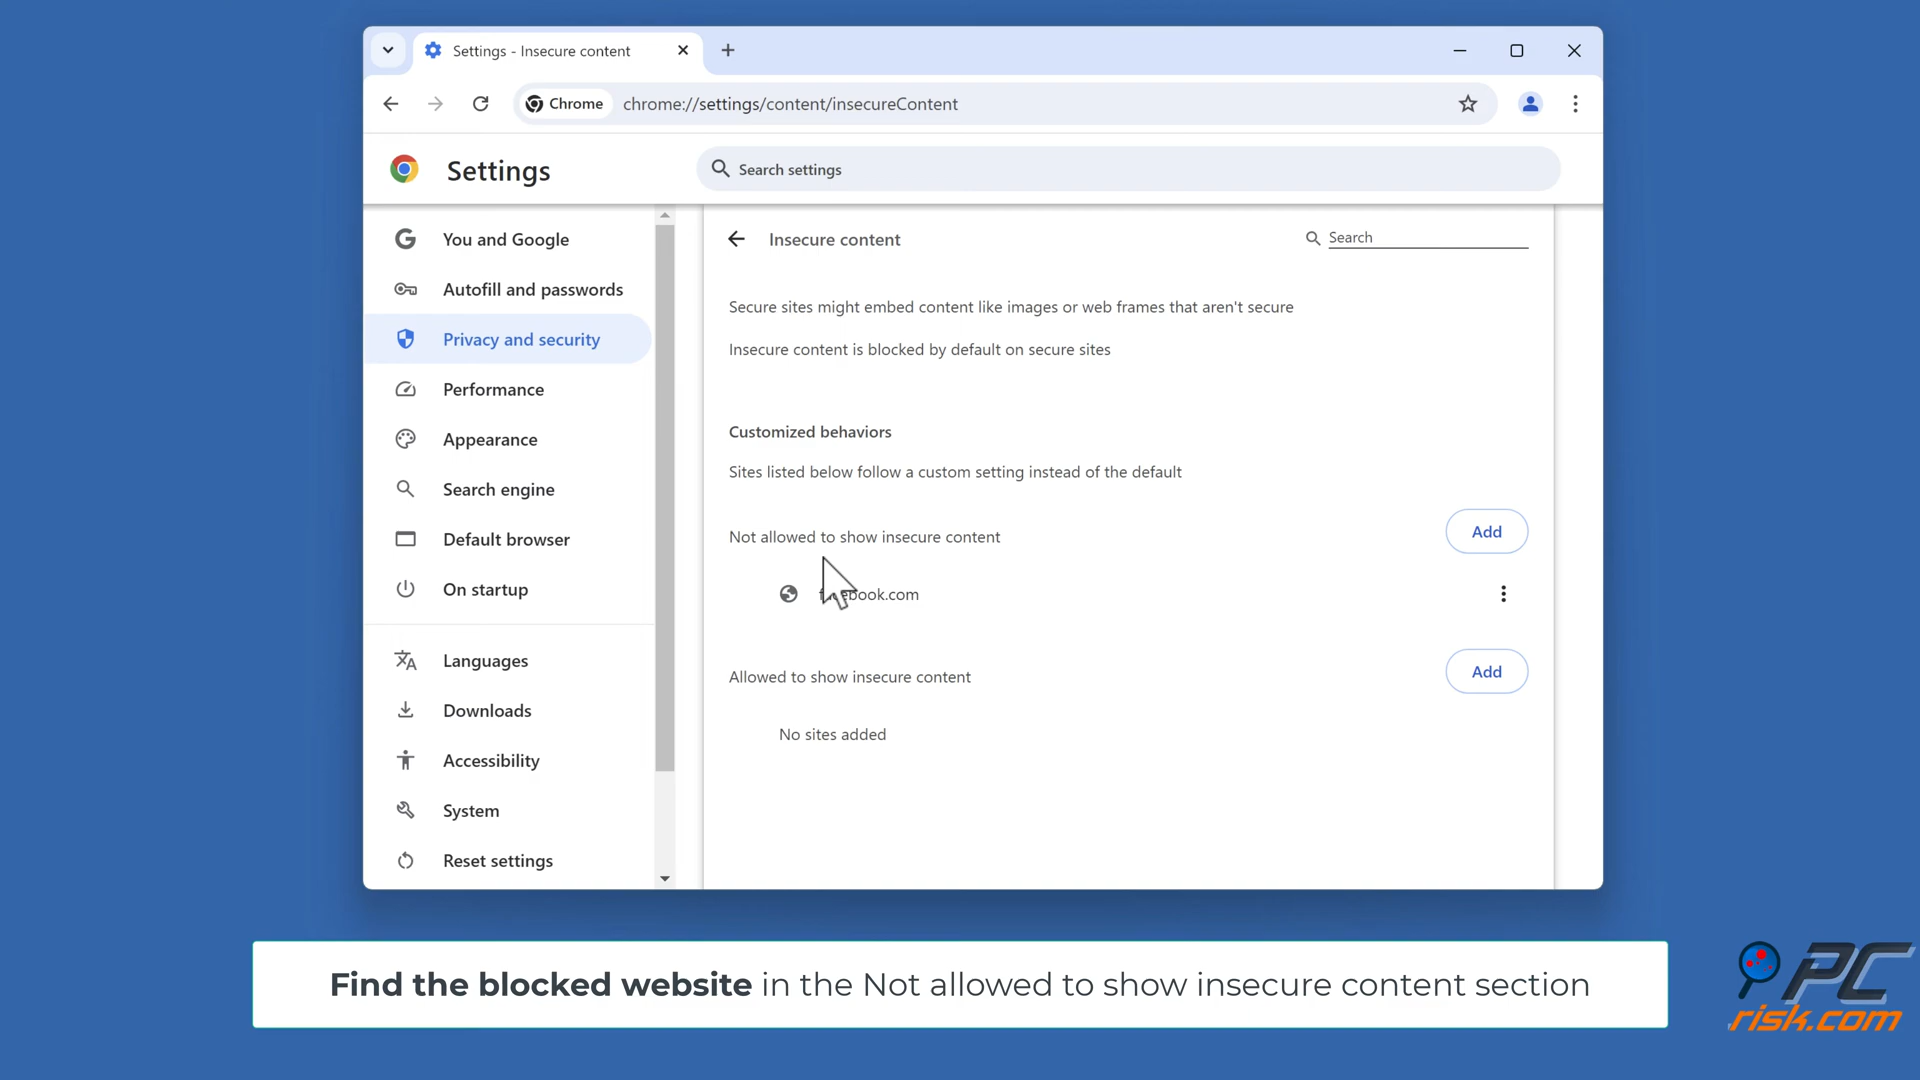 Settings - Insecure content
Chrome
chrome://settings/content/insecureContent
Settings
Search settings
You and Google
Autofill and passwords
Privacy and security
Performance
Appearance
Search engine
Default browser
On startup
Languages
Downloads
Accessibility
System
Reset settings
Insecure content
Search
Secure sites might embed content like images or web frames that aren't secure
Insecure content is blocked by default on secure sites
Customized behaviors
Sites listed below follow a custom setting instead of the default
Not allowed to show insecure content
Add
facebook.com
Allowed to show insecure content
Add
No sites added
Find the blocked website in the Not allowed to show insecure content section
PC
risk.com